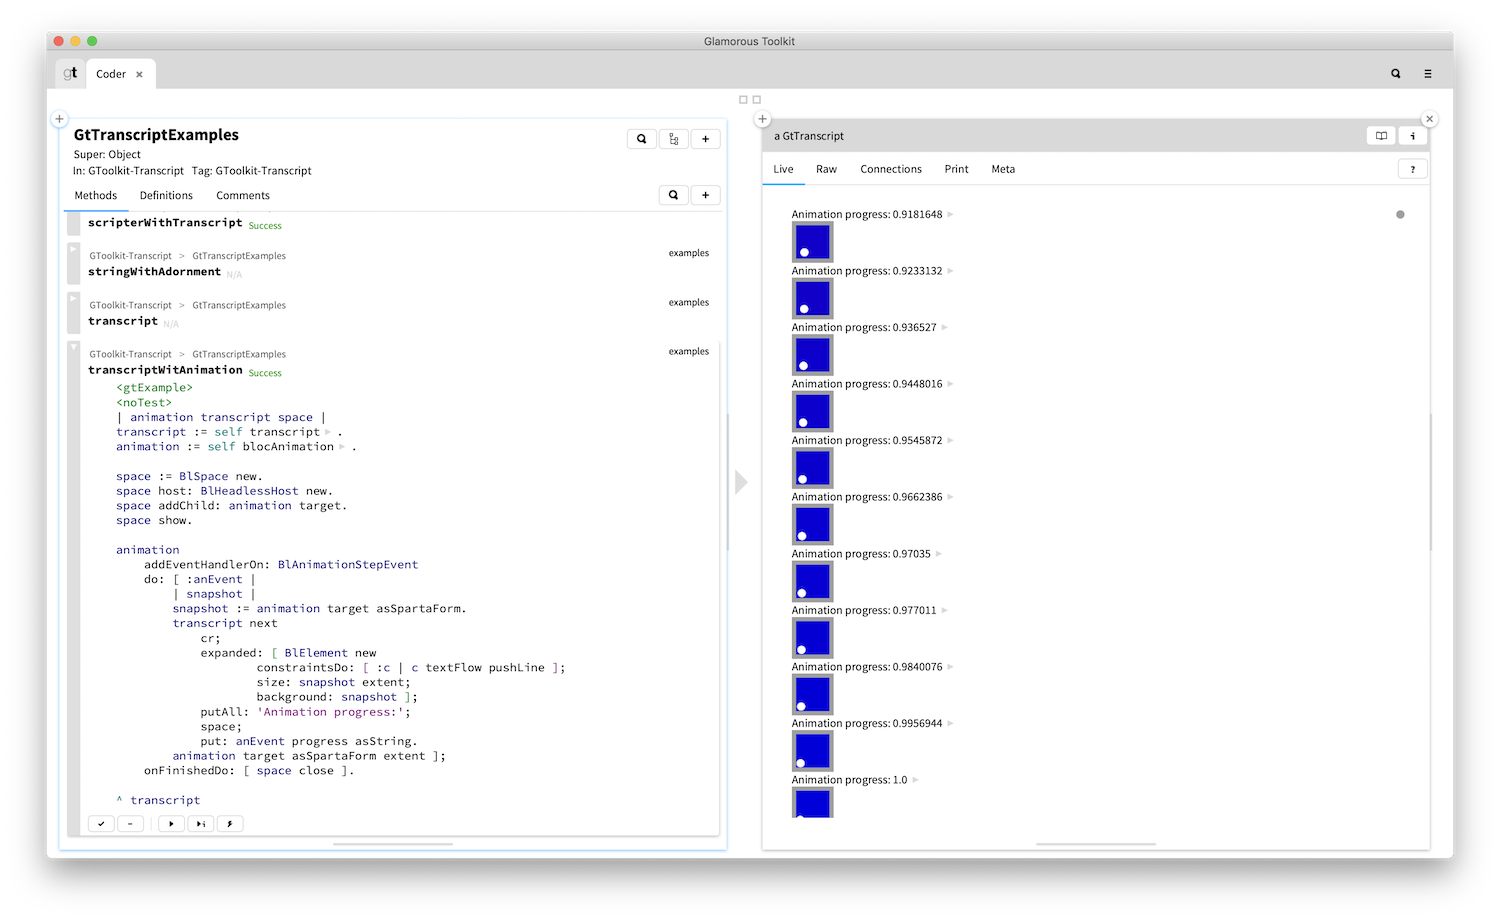 Glamorous Toolkit
gt
Coder
GtTranscriptExamples
Super: Object
In: GToolkit-Transcript Tag: GToolkit-Transcript
Methods Definitions Comments
scripterWithTranscript Success
GToolkit-Transcript > GtTranscriptExamples examples
stringWithAdornment N/A
GToolkit-Transcript > GtTranscriptExamples examples
transcript N/A
GToolkit-Transcript > GtTranscriptExamples examples
transcriptWitAnimation Success
<gtExample>
<noTest>
| animation transcript space |
transcript := self transcript .
animation := self blocAnimation .
space := BlSpace new.
space host: BlHeadlessHost new.
space addChild: animation target.
space show.
animation
addEventHandlerOn: BlAnimationStepEvent
do: [ :anEvent |
| snapshot |
snapshot := animation target asSpartaForm.
transcript next
cr;
expanded: [ BlElement new
constraintsDo: [ :c | c textFlow pushLine ];
size: snapshot extent;
background: snapshot ];
putAll: 'Animation progress:';
space;
put: anEvent progress asString.
animation target asSpartaForm extent ];
onFinishedDo: [ space close ].
^ transcript
a GtTranscript
i
Live Raw Connections Print Meta
?
Animation progress: 0.9181648
Animation progress: 0.9233132
Animation progress: 0.936527
Animation progress: 0.9448016
Animation progress: 0.9545872
Animation progress: 0.9662386
Animation progress: 0.97035
Animation progress: 0.977011
Animation progress: 0.9840076
Animation progress: 0.9956944
Animation progress: 1.0